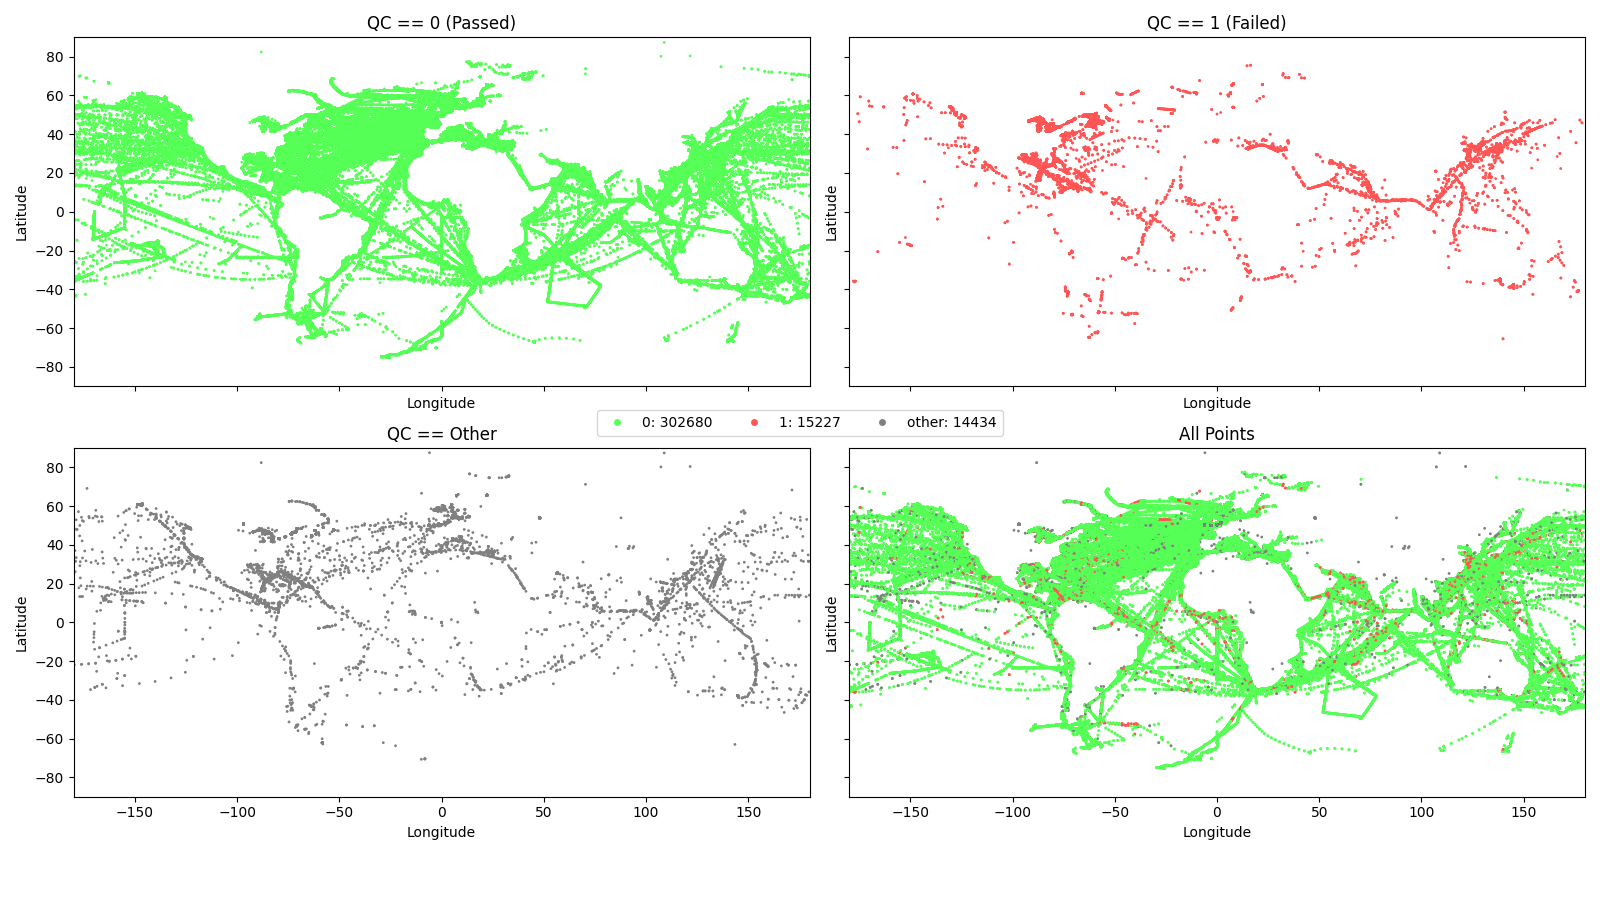 QC == 0 (Passed)
QC == 1 (Failed)
80
60
40
20
0
−20
−40
−60
−80
Latitude
Latitude
Longitude
Longitude
0: 302680 1: 15227 other: 14434
QC == Other
All Points
80
60
40
20
0
−20
−40
−60
−80
Latitude
Latitude
−150 −100 −50 0 50 100 150
−150 −100 −50 0 50 100 150
Longitude
Longitude